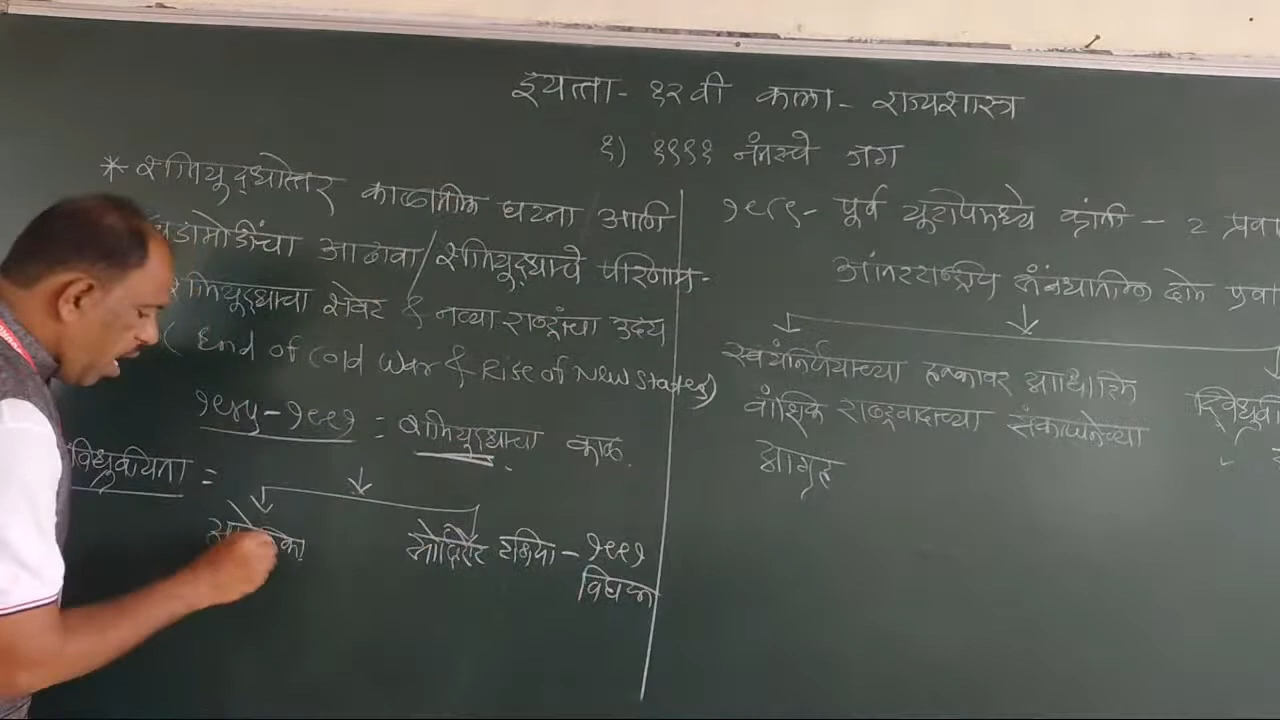 इयत्ता - १२वी कला - राज्यशास्त्र
१) १९९१ नंतरचे जग
* शीतयुद्धोत्तर काळातील घटना आणि
घडामोडींचा आढावा / शीतयुद्धाचे परिणाम -
शीतयुद्धाचा शेवट & नव्या राष्ट्रांचा उदय
( End of Cold War & Rise of New States)
१९४५ - १९९१ = शीतयुद्धाचा काळ.
द्विध्रुवीयता =
अमेरिका सोव्हिएट रशिया - १९९१
विघटन
१९८९ - पूर्व युरोपमध्ये क्रांती - २
आंतरराष्ट्रीय संबंधातील दोन
स्वयंनिर्णयाच्या हक्कावर आधारित
वांशिक राष्ट्रवादाच्या संकल्पनेच्या
आग्रह